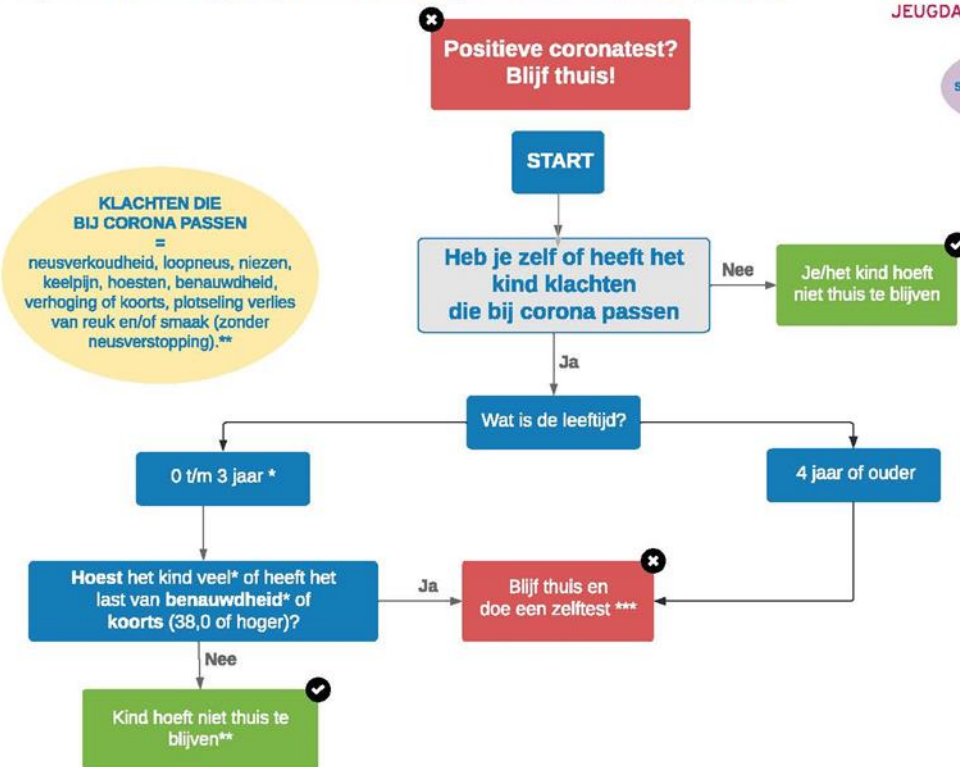 JEUGDA
Positieve coronatest?
Blijf thuis!
START
KLACHTEN DIE
BIJ CORONA PASSEN
=
neusverkoudheid, loopneus, niezen,
keelpijn, hoesten, benauwdheid,
verhoging of koorts, plotseling verlies
van reuk en/of smaak (zonder
neusverstopping).**
Heb je zelf of heeft het
kind klachten
die bij corona passen
Nee
Je/het kind hoeft
niet thuis te blijven
Ja
Wat is de leeftijd?
0 t/m 3 jaar *
4 jaar of ouder
Hoest het kind veel* of heeft het
last van benauwdheid* of
koorts (38,0 of hoger)?
Ja
Blijf thuis en
doe een zelftest ***
Nee
Kind hoeft niet thuis te
blijven**